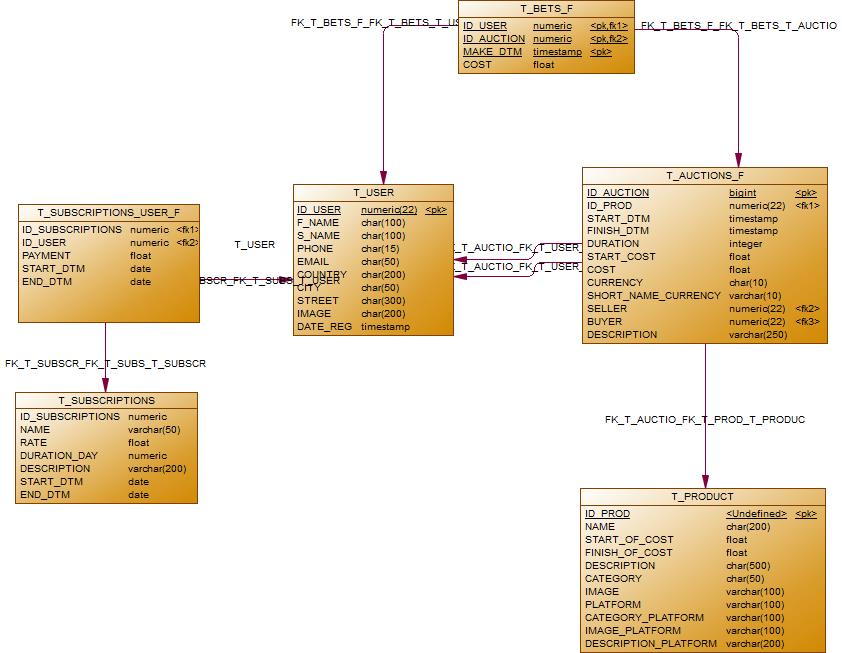 T_BETS_F
FK_T_BETS_F_FK_T_BETS_T_US
ID_USER numeric <pk,fk1>
FK_T_BETS_F_FK_T_BETS_T_AUCTIO
ID_AUCTION numeric <pk,fk2>
MAKE_DTM timestamp <pk>
COST float
T_USER
ID_USER numeric(22) <pk>
F_NAME char(100)
S_NAME char(100)
PHONE char(15)
EMAIL char(50)
COUNTRY char(200)
CITY char(50)
STREET char(300)
IMAGE char(200)
DATE_REG timestamp
T_AUCTIONS_F
ID_AUCTION bigint <pk>
ID_PROD numeric(22) <fk1>
START_DTM timestamp
FINISH_DTM timestamp
DURATION integer
START_COST float
COST float
CURRENCY char(10)
SHORT_NAME_CURRENCY varchar(10)
SELLER numeric(22) <fk2>
BUYER numeric(22) <fk3>
DESCRIPTION varchar(250)
_T_AUCTIO_FK_T_USER_
_T_AUCTIO_FK_T_USER_
T_SUBSCRIPTIONS_USER_F
ID_SUBSCRIPTIONS numeric <fk1>
ID_USER numeric <fk2>
PAYMENT float
START_DTM date
END_DTM date
T_USER
BSCR_FK_T_SUBS_T_USER
FK_T_SUBSCR_FK_T_SUBS_T_SUBSCR
T_SUBSCRIPTIONS
ID_SUBSCRIPTIONS numeric
NAME varchar(50)
RATE float
DURATION_DAY numeric
DESCRIPTION varchar(200)
START_DTM date
END_DTM date
FK_T_AUCTIO_FK_T_PROD_T_PRODUC
T_PRODUCT
ID_PROD <Undefined> <pk>
NAME char(200)
START_OF_COST float
FINISH_OF_COST float
DESCRIPTION char(500)
CATEGORY char(50)
IMAGE varchar(100)
PLATFORM varchar(100)
CATEGORY_PLATFORM varchar(100)
IMAGE_PLATFORM varchar(100)
DESCRIPTION_PLATFORM varchar(200)